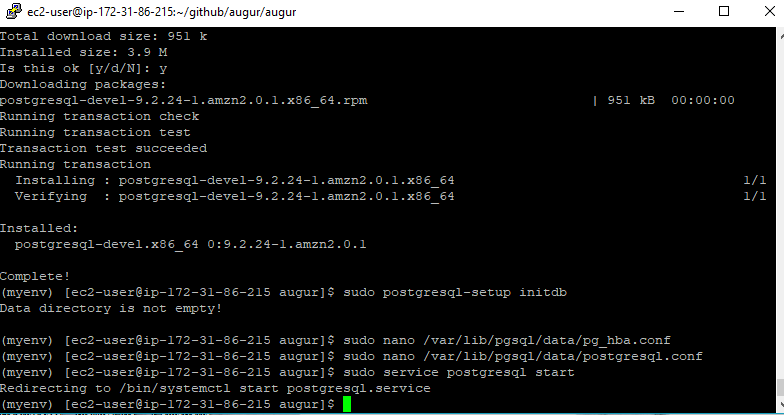 ec2-user@ip-172-31-86-215:~/github/augur/augur
Total download size: 951 k
Installed size: 3.9 M
Is this ok [y/d/N]: y
Downloading packages:
postgresql-devel-9.2.24-1.amzn2.0.1.x86_64.rpm | 951 kB 00:00:00
Running transaction check
Running transaction test
Transaction test succeeded
Running transaction
Installing : postgresql-devel-9.2.24-1.amzn2.0.1.x86_64 1/1
Verifying : postgresql-devel-9.2.24-1.amzn2.0.1.x86_64 1/1
Installed:
postgresql-devel.x86_64 0:9.2.24-1.amzn2.0.1
Complete!
(myenv) [ec2-user@ip-172-31-86-215 augur]$ sudo postgresql-setup initdb
Data directory is not empty!
(myenv) [ec2-user@ip-172-31-86-215 augur]$ sudo nano /var/lib/pgsql/data/pg_hba.conf
(myenv) [ec2-user@ip-172-31-86-215 augur]$ sudo nano /var/lib/pgsql/data/postgresql.conf
(myenv) [ec2-user@ip-172-31-86-215 augur]$ sudo service postgresql start
Redirecting to /bin/systemctl start postgresql.service
(myenv) [ec2-user@ip-172-31-86-215 augur]$